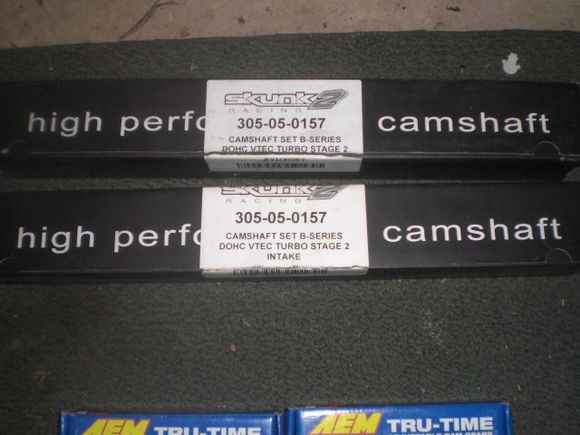 Skunk2
RACING
305-05-0157
high perfo camshaft
CAMSHAFT SET B-SERIES
DOHC VTEC TURBO STAGE 2
EXHAUST
Skunk2
RACING
305-05-0157
high perfo camshaft
CAMSHAFT SET B-SERIES
DOHC VTEC TURBO STAGE 2
INTAKE
AEM TRU-TIME AEM TRU-TIME